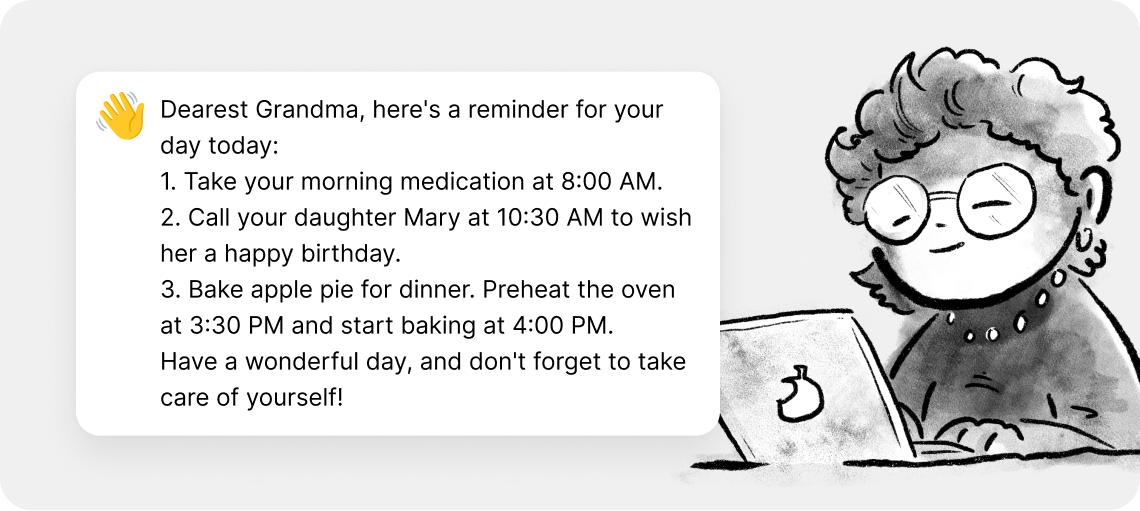 Dearest Grandma, here's a reminder for your
day today:
1. Take your morning medication at 8:00 AM.
2. Call your daughter Mary at 10:30 AM to wish
her a happy birthday.
3. Bake apple pie for dinner. Preheat the oven
at 3:30 PM and start baking at 4:00 PM.
Have a wonderful day, and don't forget to take
care of yourself!